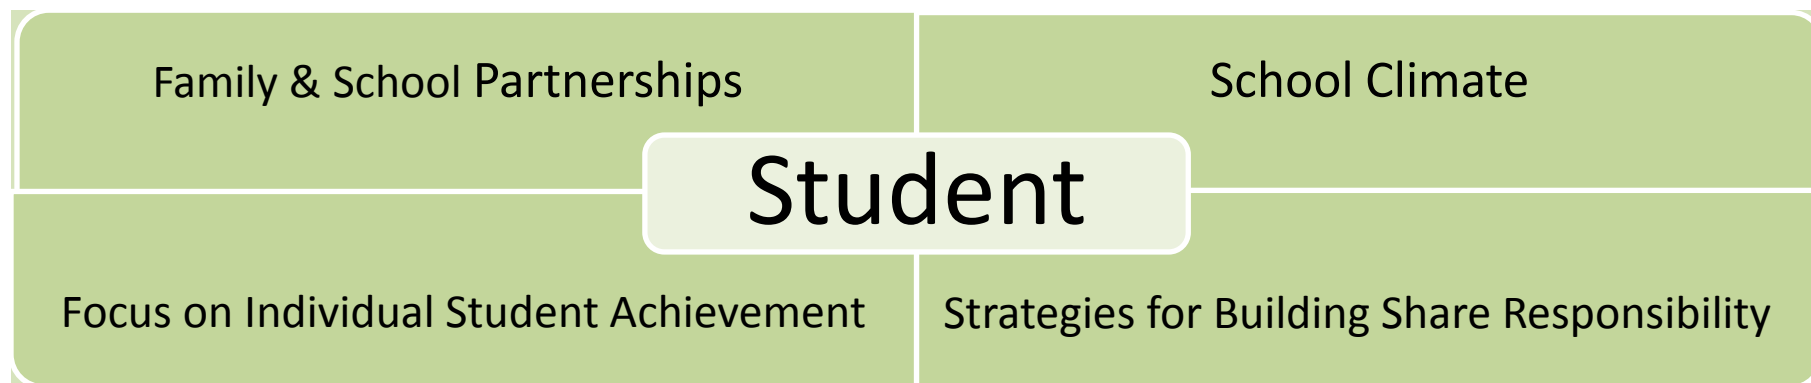 Family & School Partnerships
School Climate
Student
Focus on Individual Student Achievement
Strategies for Building Share Responsibility